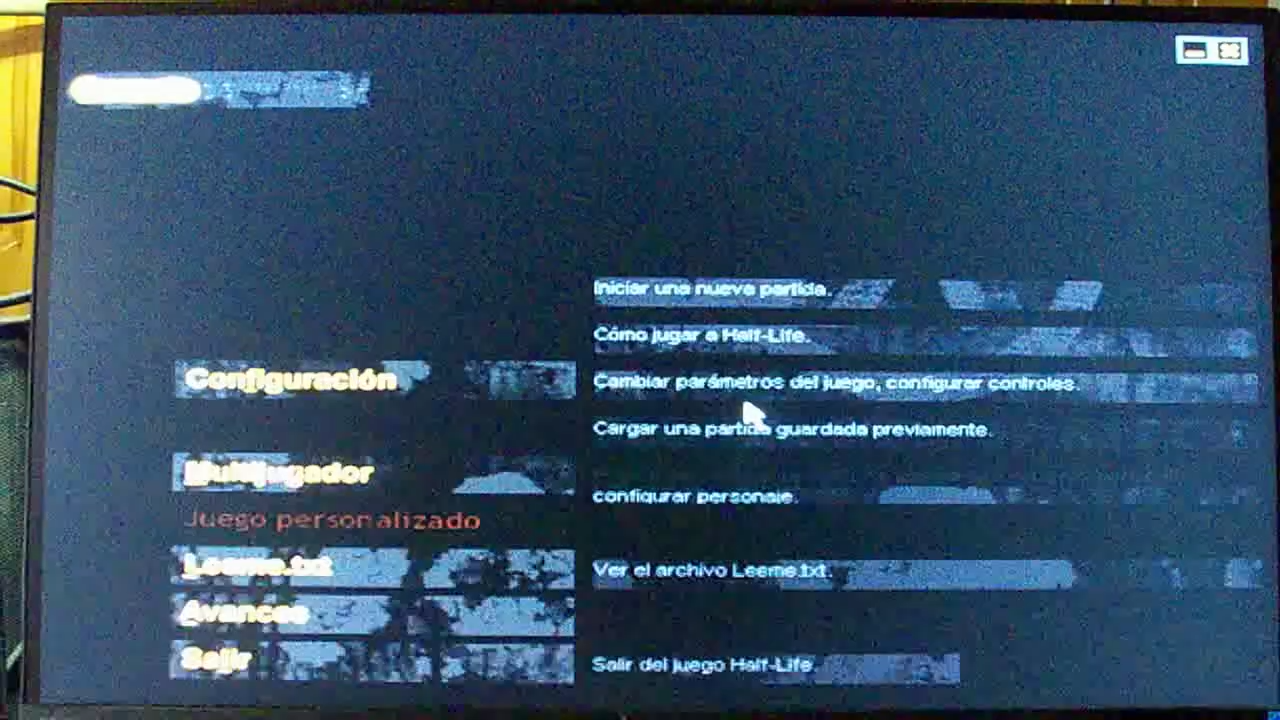 Iniciar una nueva partida.
Cómo jugar a Half-Life.
Configuración
Cambiar parámetros del juego, configurar controles.
Cargar una partida guardada previamente.
Multijugador
configurar personaje.
Juego personalizado
Leeme.txt
Ver el archivo Leeme.txt.
Avances
Salir
Salir del juego Half-Life.